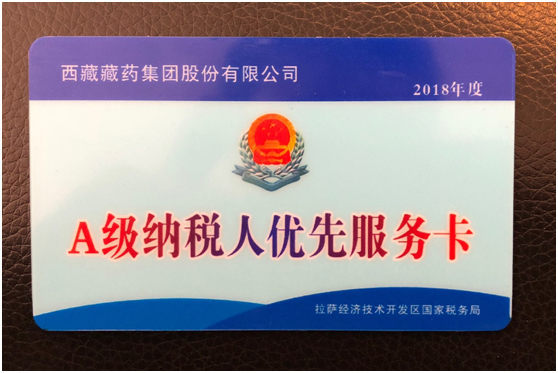 西藏藏药集团股份有限公司
2018年度
A级纳税人优先服务卡
拉萨经济技术开发区国家税务局